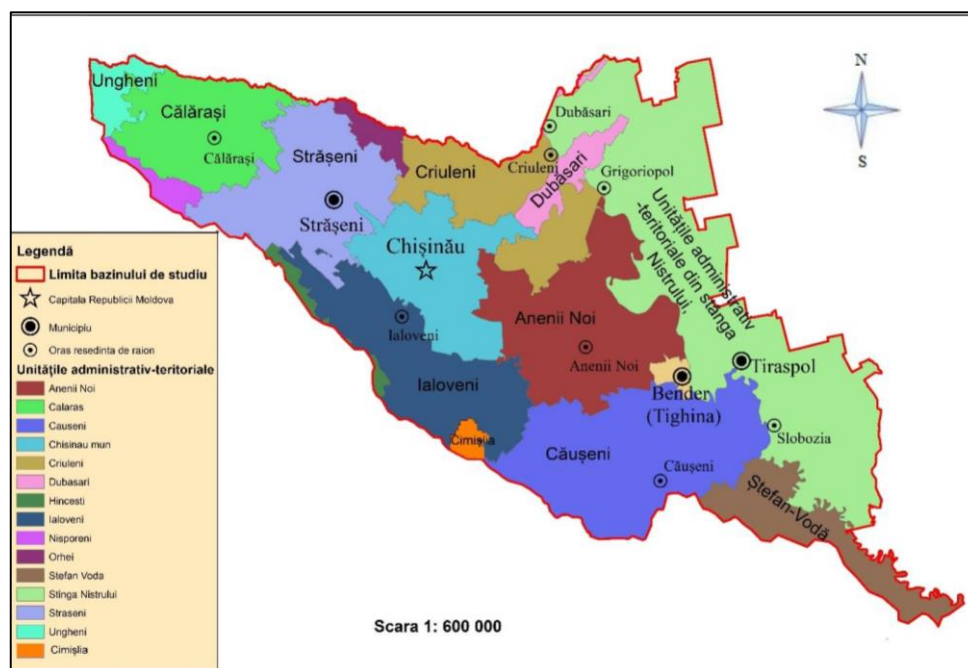 N
S
Ungheni
Călărași
Călărași
Strășeni
Strășeni
Criuleni
Dubăsari
Criuleni
Dubăsari
Grigoriopol
Unitățile administrativ
-teritoriale din stânga
Nistrului,
Chișinău
Ialoveni
Ialoveni
Anenii Noi
Anenii Noi
Bender
(Tighina)
Tiraspol
Cimișlia
Căușeni
Căușeni
Slobozia
Ștefan-Vodă
Legendă
Limita bazinului de studiu
Capitala Republicii Moldova
Municipiu
Oras resedinta de raion
Unitățile administrativ-teritoriale
Anenii Noi
Calaras
Causeni
Chisinau mun
Criuleni
Dubasari
Hincesti
Ialoveni
Nisporeni
Orhei
Stefan Voda
Stinga Nistrului
Straseni
Ungheni
Cimișlia
Scara 1: 600 000